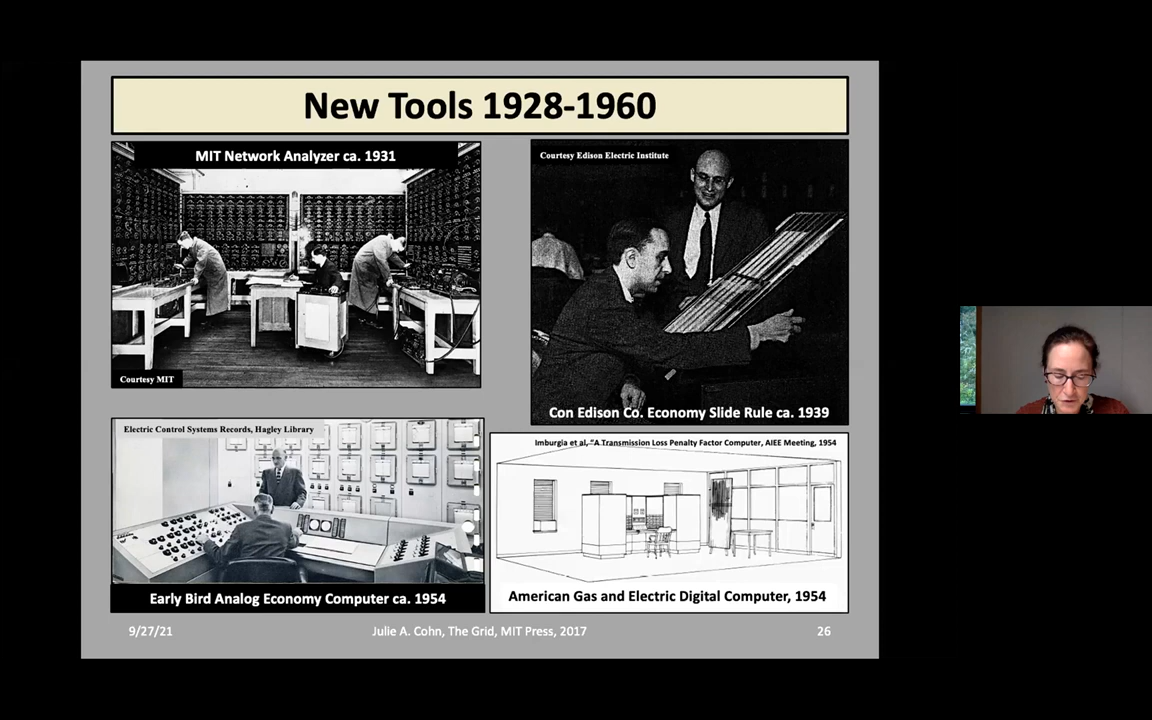 New Tools 1928-1960
MIT Network Analyzer ca. 1931
Courtesy MIT
Courtesy Edison Electric Institute
Con Edison Co. Economy Slide Rule ca. 1939
Electric Control Systems Records, Hagley Library
Early Bird Analog Economy Computer ca. 1954
Imburgia et al, "A Transmission Loss Penalty Factor Computer, AIEE Meeting, 1954
American Gas and Electric Digital Computer, 1954
9/27/21
Julie A. Cohn, The Grid, MIT Press, 2017
26